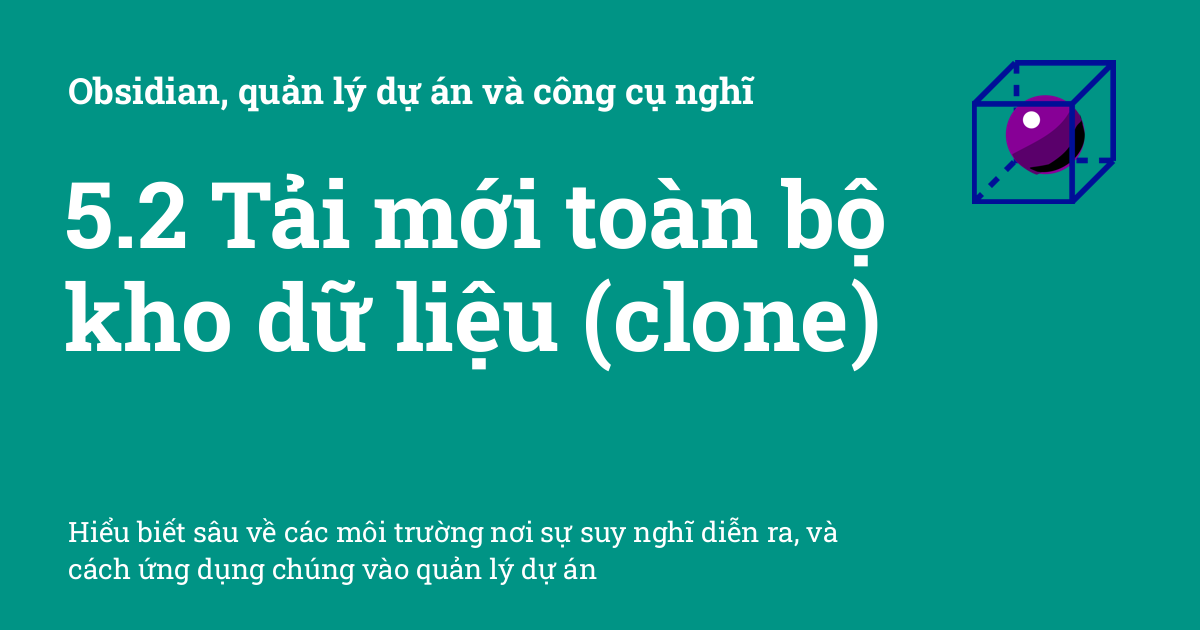 Obsidian, quản lý dự án và công cụ nghĩ
5.2 Tải mới toàn bộ
kho dữ liệu (clone)
Hiểu biết sâu về các môi trường nơi sự suy nghĩ diễn ra, và
cách ứng dụng chúng vào quản lý dự án